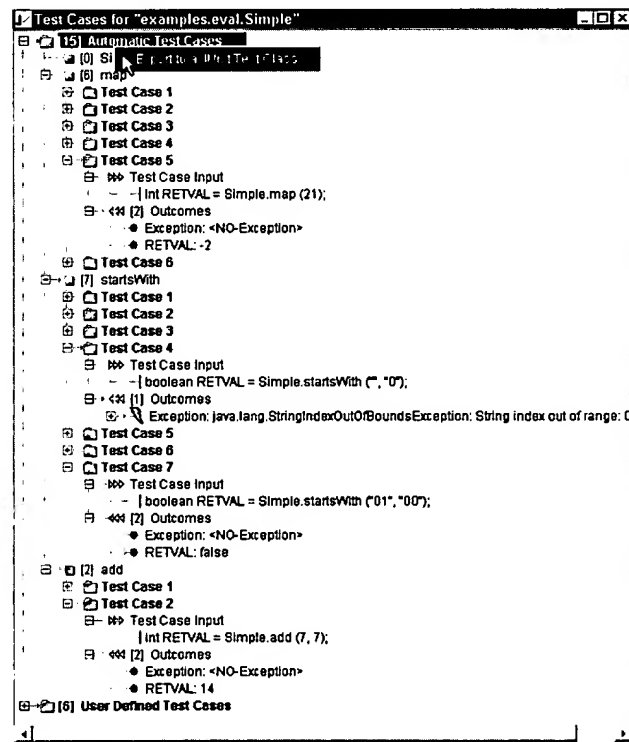 Test Cases for "examples.eval.Simple"
[15] Automatic Test Cases
[0] Si
[6] map
Test Case 1
Test Case 2
Test Case 3
Test Case 4
Test Case 5
Test Case Input
int RETVAL = Simple.map (21);
[2] Outcomes
Exception: <NO-Exception>
RETVAL: -2
Test Case 6
[7] startsWith
Test Case 1
Test Case 2
Test Case 3
Test Case 4
Test Case Input
boolean RETVAL = Simple.startsWith ("", "0");
[1] Outcomes
Exception: java.lang.StringIndexOutOfBoundsException: String index out of range: 0
Test Case 5
Test Case 6
Test Case 7
Test Case Input
boolean RETVAL = Simple.startsWith ("01", "00");
[2] Outcomes
Exception: <NO-Exception>
RETVAL: false
[2] add
Test Case 1
Test Case 2
Test Case Input
int RETVAL = Simple.add (7, 7);
[2] Outcomes
Exception: <NO-Exception>
RETVAL: 14
[6] User Defined Test Cases